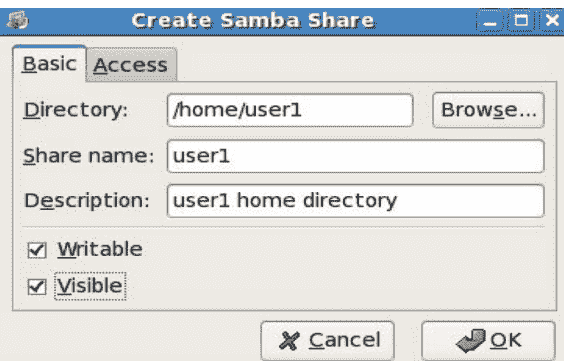 Create Samba Share
Basic Access
Directory: /home/user1 Browse...
Share name: user1
Description: user1 home directory
Writable
Visible
Cancel OK